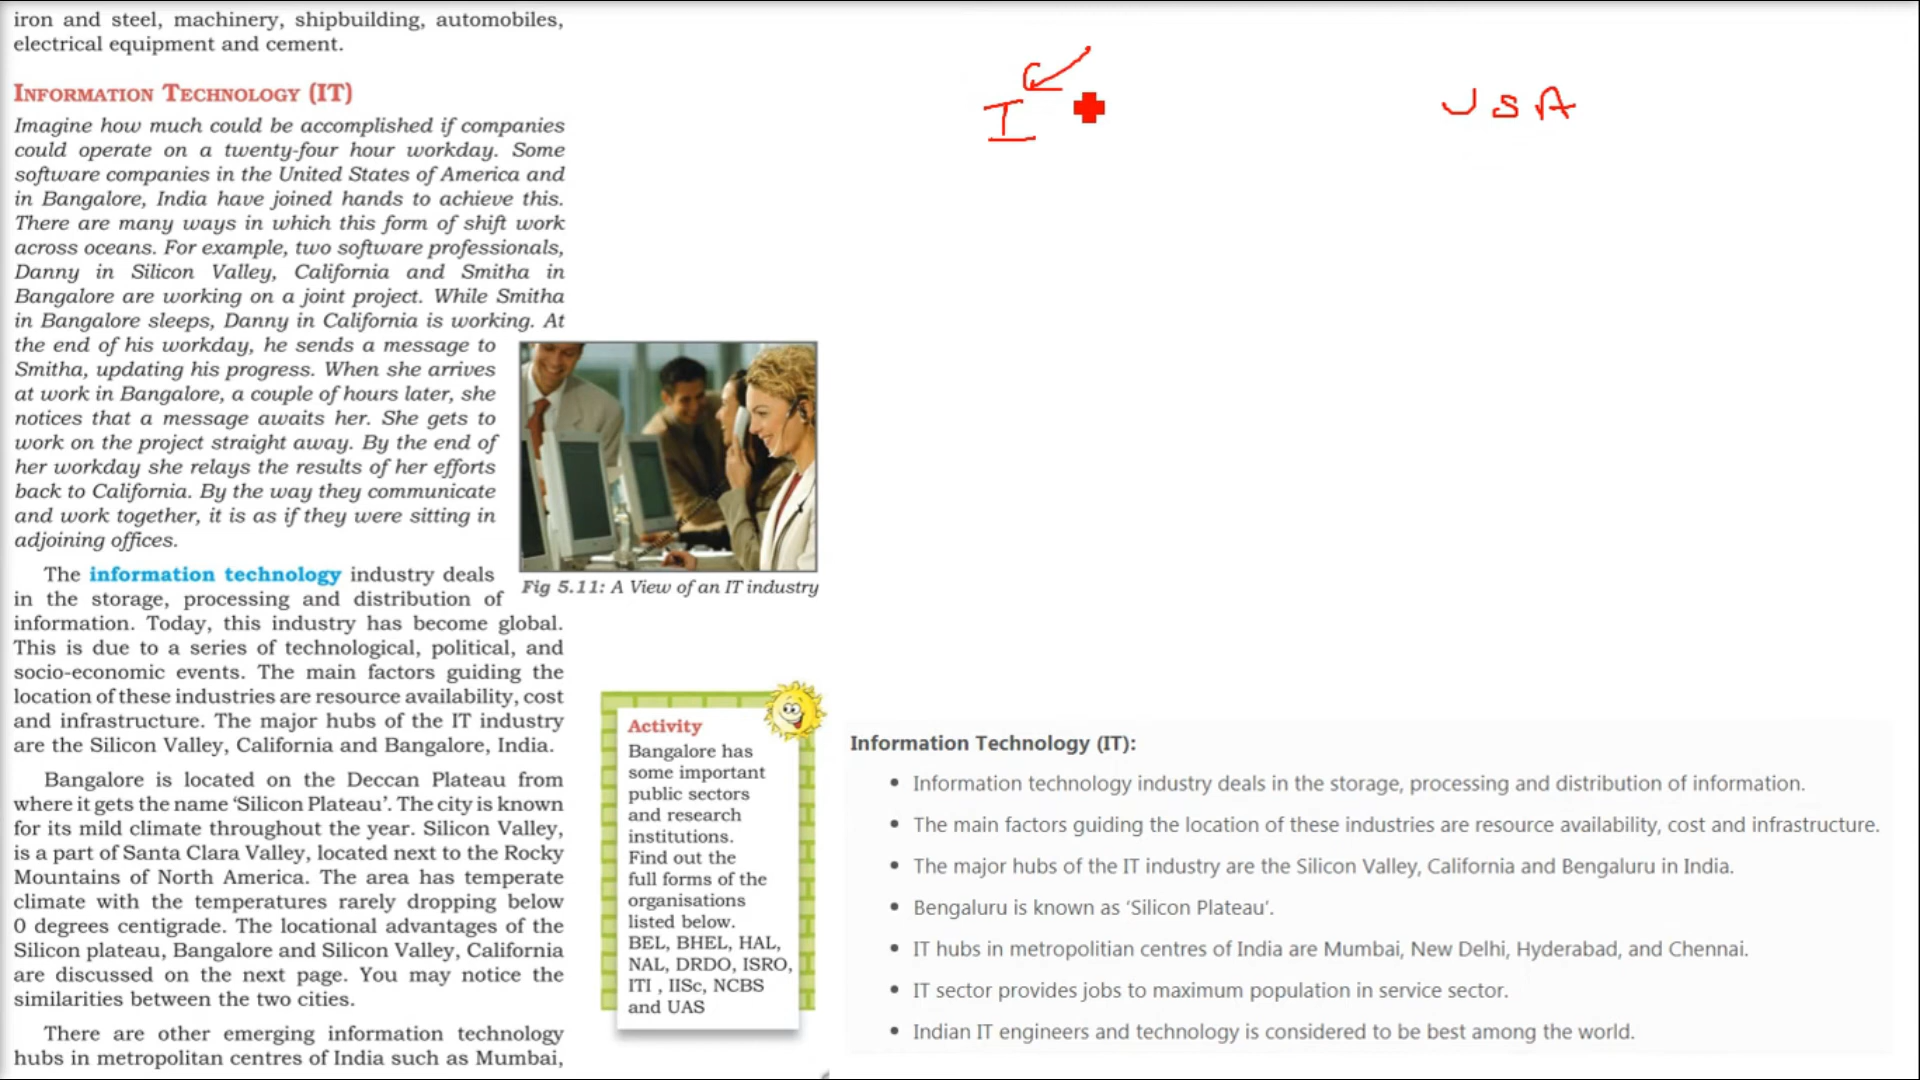 iron and steel, machinery, shipbuilding, automobiles,
electrical equipment and cement.
INFORMATION TECHNOLOGY (IT)
Imagine how much could be accomplished if companies
could operate on a twenty-four hour workday. Some
software companies in the United States of America and
in Bangalore, India have joined hands to achieve this.
There are many ways in which this form of shift work
across oceans. For example, two software professionals,
Danny in Silicon Valley, California and Smitha in
Bangalore are working on a joint project. While Smitha
in Bangalore sleeps, Danny in California is working. At
the end of his workday, he sends a message to
Smitha, updating his progress. When she arrives
at work in Bangalore, a couple of hours later, she
notices that a message awaits her. She gets to
work on the project straight away. By the end of
her workday she relays the results of her efforts
back to California. By the way they communicate
and work together, it is as if they were sitting in
adjoining offices.
The information technology industry deals
in the storage, processing and distribution of
information. Today, this industry has become global.
This is due to a series of technological, political, and
socio-economic events. The main factors guiding the
location of these industries are resource availability, cost
and infrastructure. The major hubs of the IT industry
are the Silicon Valley, California and Bangalore, India.
Bangalore is located on the Deccan Plateau from
where it gets the name ‘Silicon Plateau’. The city is known
for its mild climate throughout the year. Silicon Valley,
is a part of Santa Clara Valley, located next to the Rocky
Mountains of North America. The area has temperate
climate with the temperatures rarely dropping below
0 degrees centigrade. The locational advantages of the
Silicon plateau, Bangalore and Silicon Valley, California
are discussed on the next page. You may notice the
similarities between the two cities.
There are other emerging information technology
hubs in metropolitan centres of India such as Mumbai,
Fig 5.11: A View of an IT industry
Activity
Bangalore has
some important
public sectors
and research
institutions.
Find out the
full forms of the
organisations
listed below.
BEL, BHEL, HAL,
NAL, DRDO, ISRO,
ITI , IISc, NCBS
and UAS
I
USA
Information Technology (IT):
• Information technology industry deals in the storage, processing and distribution of information.
• The main factors guiding the location of these industries are resource availability, cost and infrastructure.
• The major hubs of the IT industry are the Silicon Valley, California and Bengaluru in India.
• Bengaluru is known as ‘Silicon Plateau’.
• IT hubs in metropolitan centres of India are Mumbai, New Delhi, Hyderabad, and Chennai.
• IT sector provides jobs to maximum population in service sector.
• Indian IT engineers and technology is considered to be best among the world.